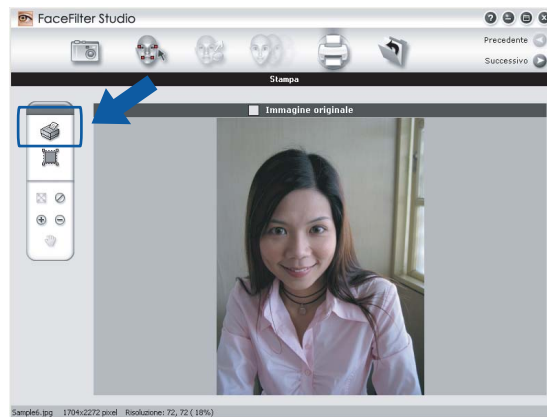 FaceFilter Studio
Precedente
Successivo
Stampa
Immagine originale
Sample6.jpg 1704x2272 pixel Risoluzione: 72, 72 ( 18%)